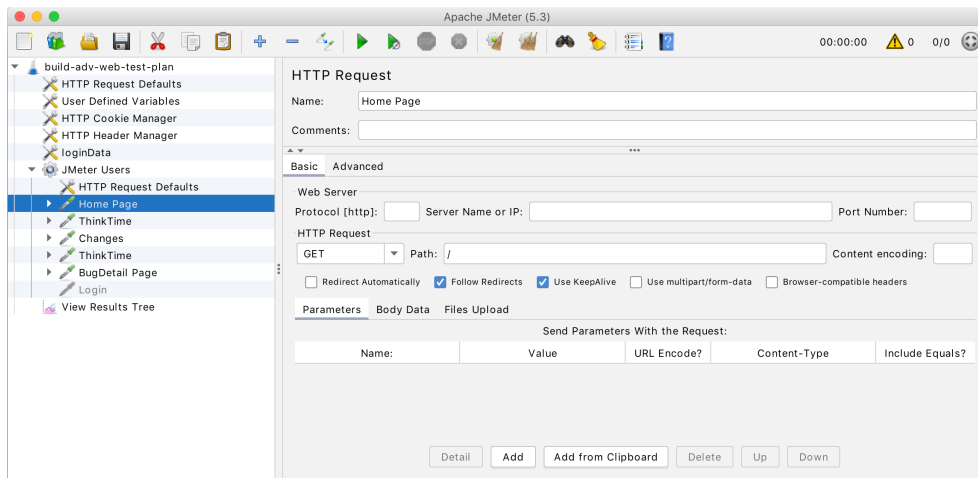 Apache JMeter (5.3)
00:00:00 0 0/0
build-adv-web-test-plan
HTTP Request Defaults
User Defined Variables
HTTP Cookie Manager
HTTP Header Manager
loginData
JMeter Users
HTTP Request Defaults
Home Page
ThinkTime
Changes
ThinkTime
BugDetail Page
Login
View Results Tree
HTTP Request
Name: Home Page
Comments:
Basic Advanced
Web Server
Protocol [http]: Server Name or IP: Port Number:
HTTP Request
GET Path: / Content encoding:
Redirect Automatically Follow Redirects Use KeepAlive Use multipart/form-data Browser-compatible headers
Parameters Body Data Files Upload
Send Parameters With the Request:
Name: Value URL Encode? Content-Type Include Equals?
Detail Add Add from Clipboard Delete Up Down